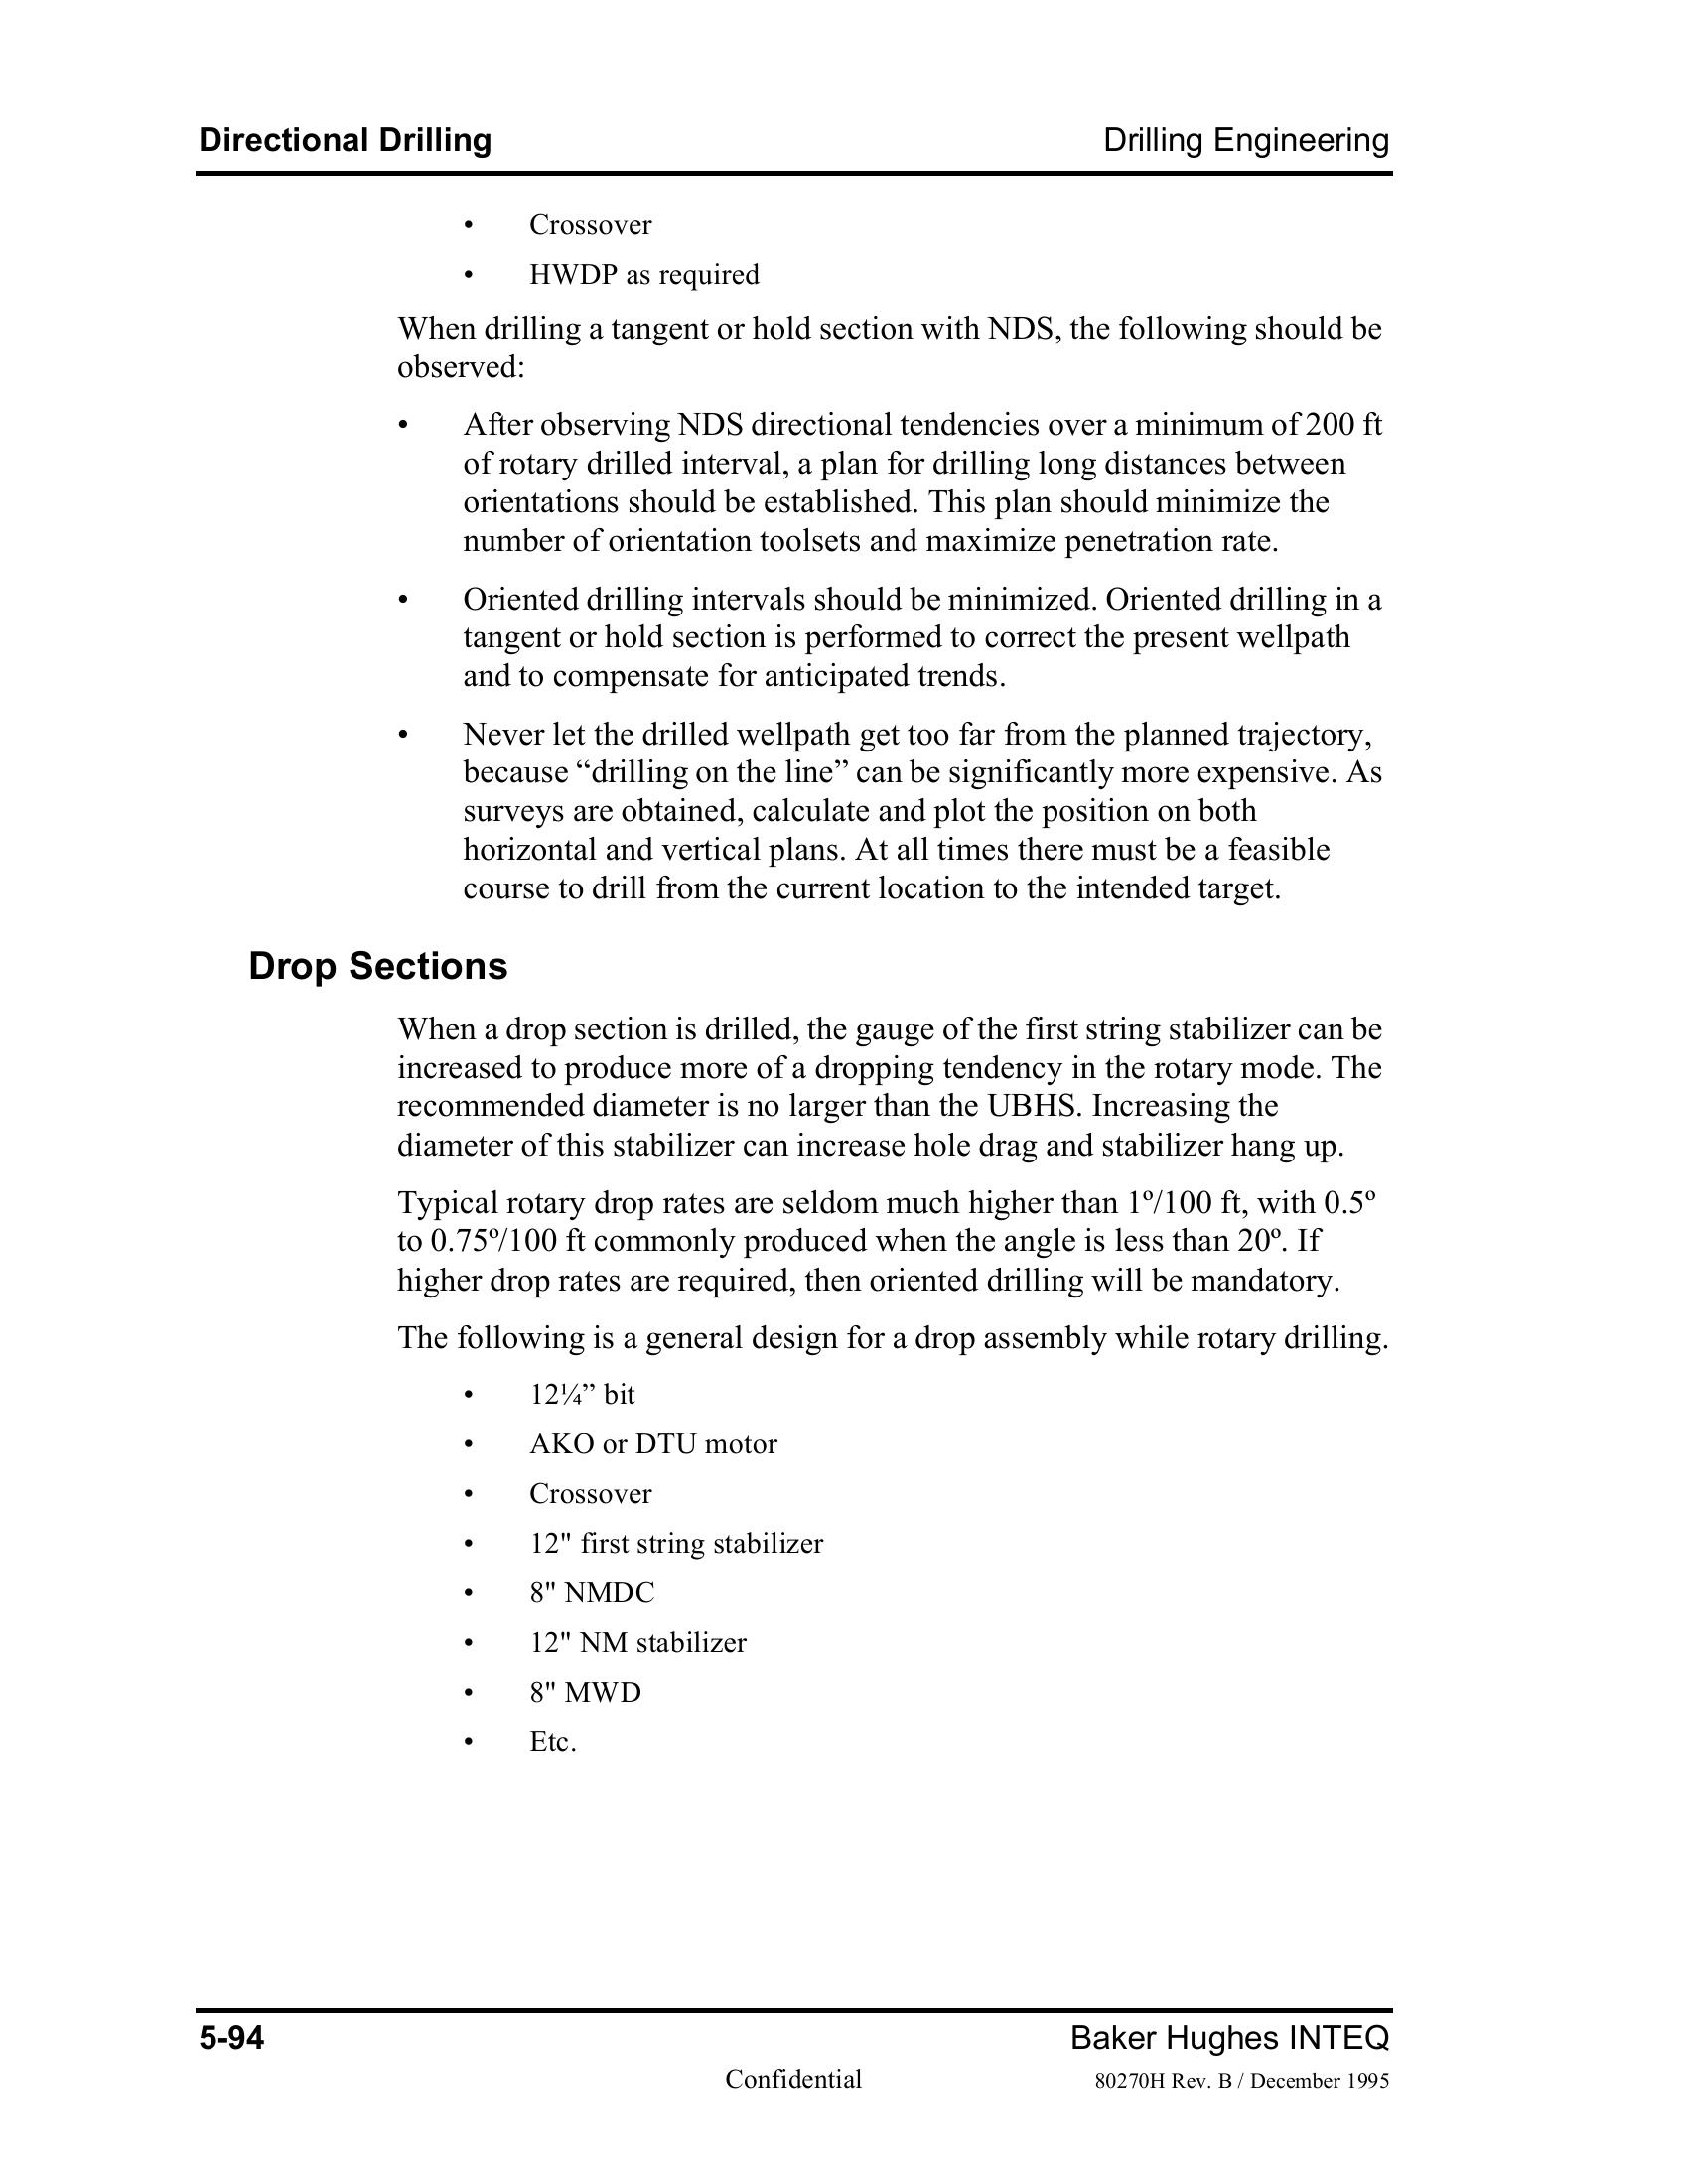 Directional Drilling Drilling Engineering
• Crossover
• HWDP as required
When drilling a tangent or hold section with NDS, the following should be
observed:
• After observing NDS directional tendencies over a minimum of 200 ft
of rotary drilled interval, a plan for drilling long distances between
orientations should be established. This plan should minimize the
number of orientation toolsets and maximize penetration rate.
• Oriented drilling intervals should be minimized. Oriented drilling in a
tangent or hold section is performed to correct the present wellpath
and to compensate for anticipated trends.
• Never let the drilled wellpath get too far from the planned trajectory,
because “drilling on the line” can be significantly more expensive. As
surveys are obtained, calculate and plot the position on both
horizontal and vertical plans. At all times there must be a feasible
course to drill from the current location to the intended target.
Drop Sections
When a drop section is drilled, the gauge of the first string stabilizer can be
increased to produce more of a dropping tendency in the rotary mode. The
recommended diameter is no larger than the UBHS. Increasing the
diameter of this stabilizer can increase hole drag and stabilizer hang up.
Typical rotary drop rates are seldom much higher than 1º/100 ft, with 0.5º
to 0.75º/100 ft commonly produced when the angle is less than 20º. If
higher drop rates are required, then oriented drilling will be mandatory.
The following is a general design for a drop assembly while rotary drilling.
• 12¼” bit
• AKO or DTU motor
• Crossover
• 12" first string stabilizer
• 8" NMDC
• 12" NM stabilizer
• 8" MWD
• Etc.
5-94 Baker Hughes INTEQ
Confidential 80270H Rev. B / December 1995